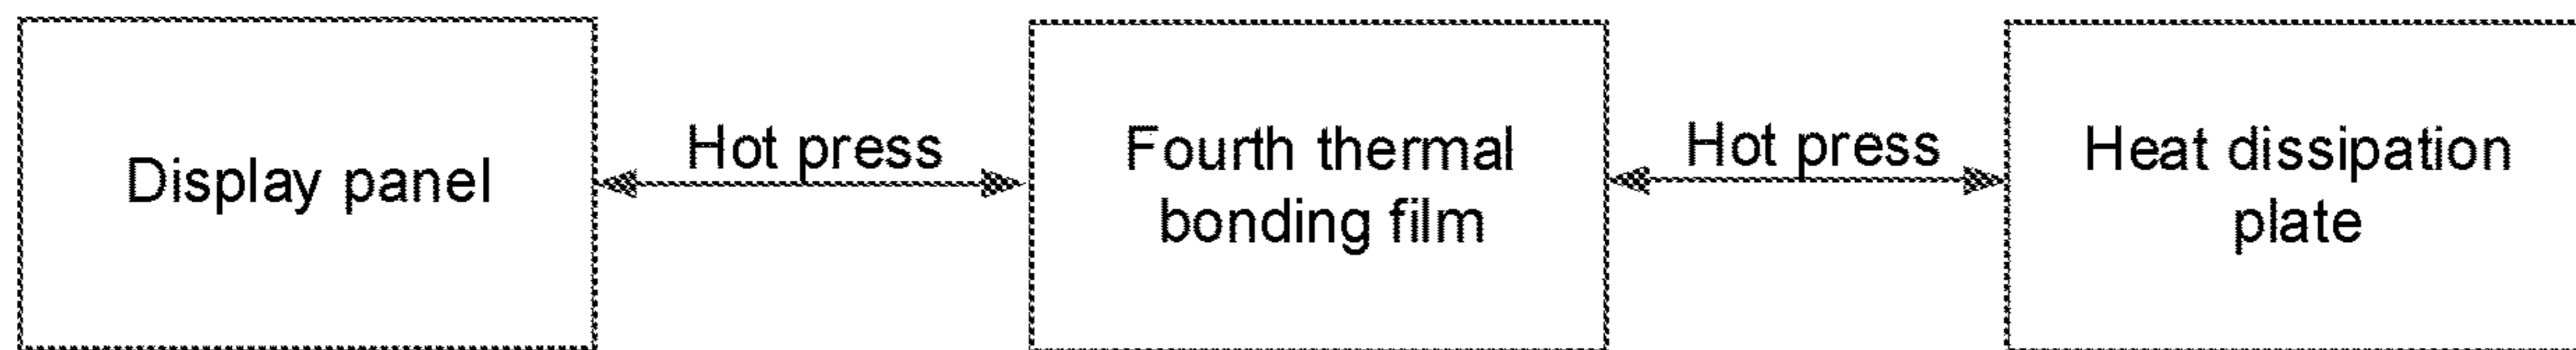 Display panel
Hot press
Fourth thermal
bonding film
Hot press
Heat dissipation
plate